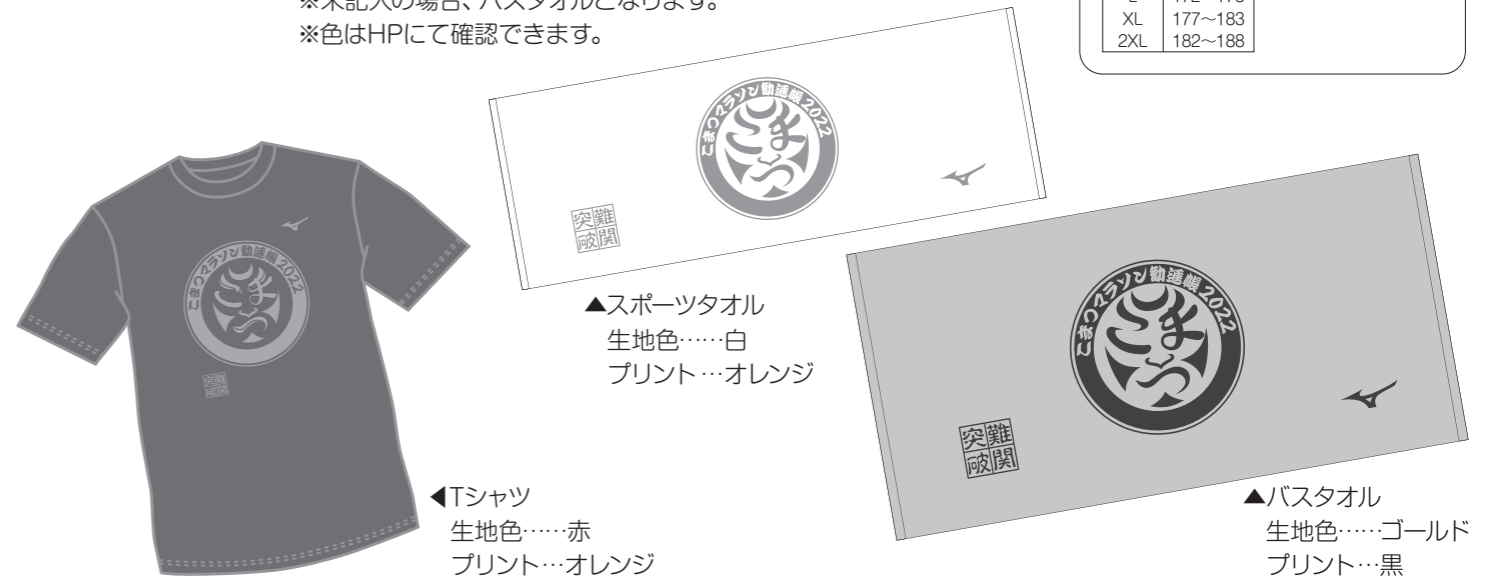 ※未記入の場合、バスタオルとなります。
※色はHPにて確認できます。
XL 177～183
2XL 182～188
こまつマラソン勧進帳2022
こまつ
難関
突破
▲スポーツタオル
生地色……白
プリント…オレンジ
こまつマラソン勧進帳2022
こまつ
難関
突破
◀Tシャツ
生地色……赤
プリント…オレンジ
こまつマラソン勧進帳2022
こまつ
難関
突破
▲バスタオル
生地色……ゴールド
プリント…黒